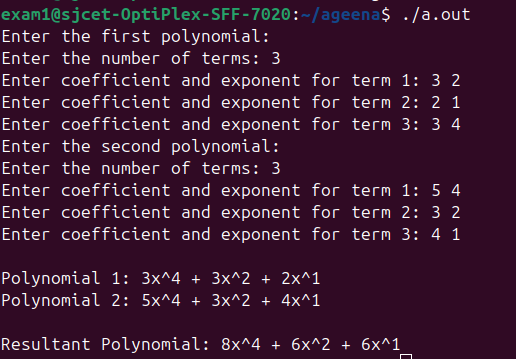 exam1@sjcet-OptiPlex-SFF-7020:~/ageena$ ./a.out
Enter the first polynomial:
Enter the number of terms: 3
Enter coefficient and exponent for term 1: 3 2
Enter coefficient and exponent for term 2: 2 1
Enter coefficient and exponent for term 3: 3 4
Enter the second polynomial:
Enter the number of terms: 3
Enter coefficient and exponent for term 1: 5 4
Enter coefficient and exponent for term 2: 3 2
Enter coefficient and exponent for term 3: 4 1
Polynomial 1: 3x^4 + 3x^2 + 2x^1
Polynomial 2: 5x^4 + 3x^2 + 4x^1
Resultant Polynomial: 8x^4 + 6x^2 + 6x^1